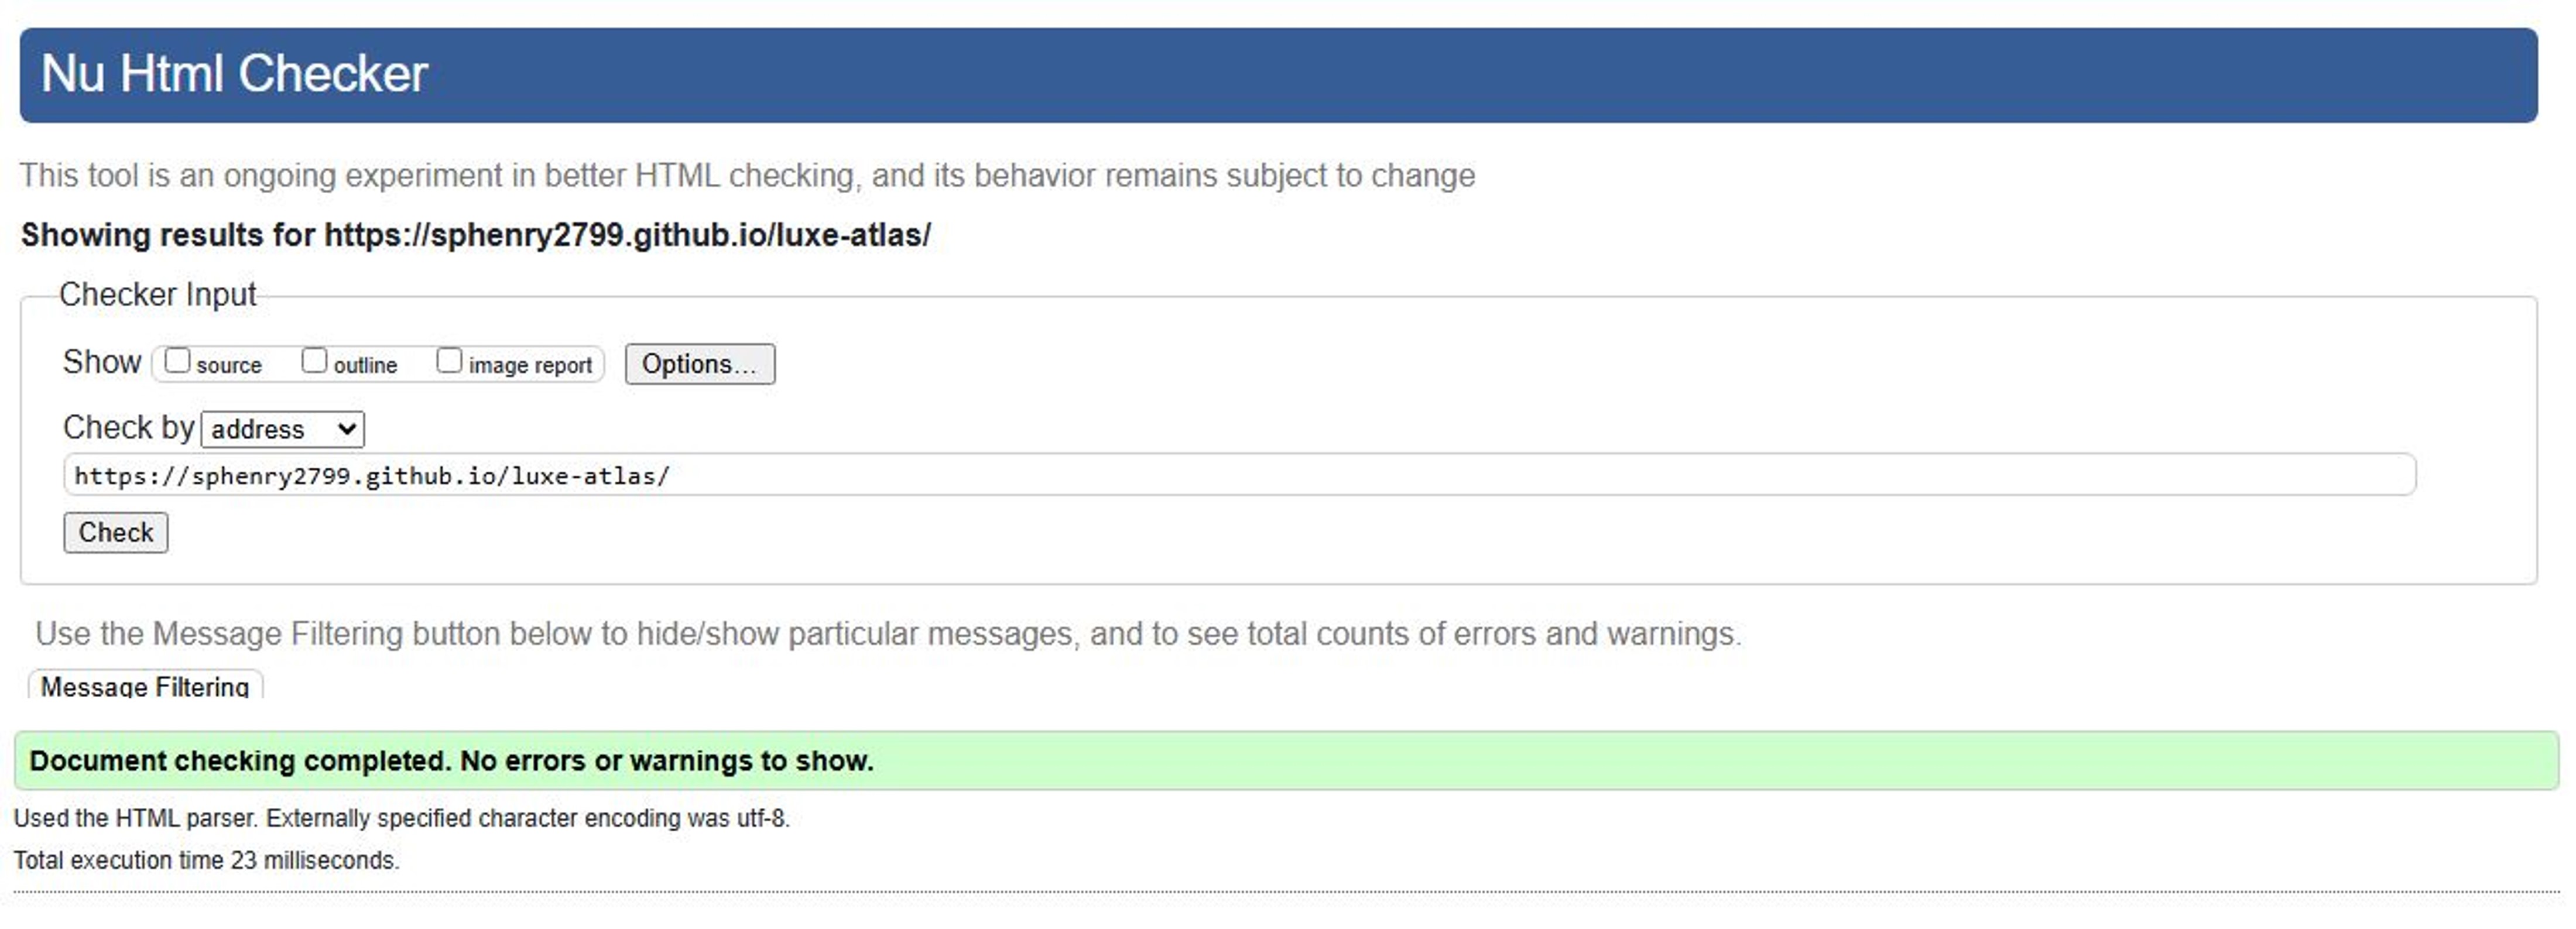 Nu Html Checker
This tool is an ongoing experiment in better HTML checking, and its behavior remains subject to change
Showing results for https://sphenry2799.github.io/luxe-atlas/
Checker Input
Show source outline image report Options...
Check by address
https://sphenry2799.github.io/luxe-atlas/
Check
Use the Message Filtering button below to hide/show particular messages, and to see total counts of errors and warnings.
Message Filtering
Document checking completed. No errors or warnings to show.
Used the HTML parser. Externally specified character encoding was utf-8.
Total execution time 23 milliseconds.